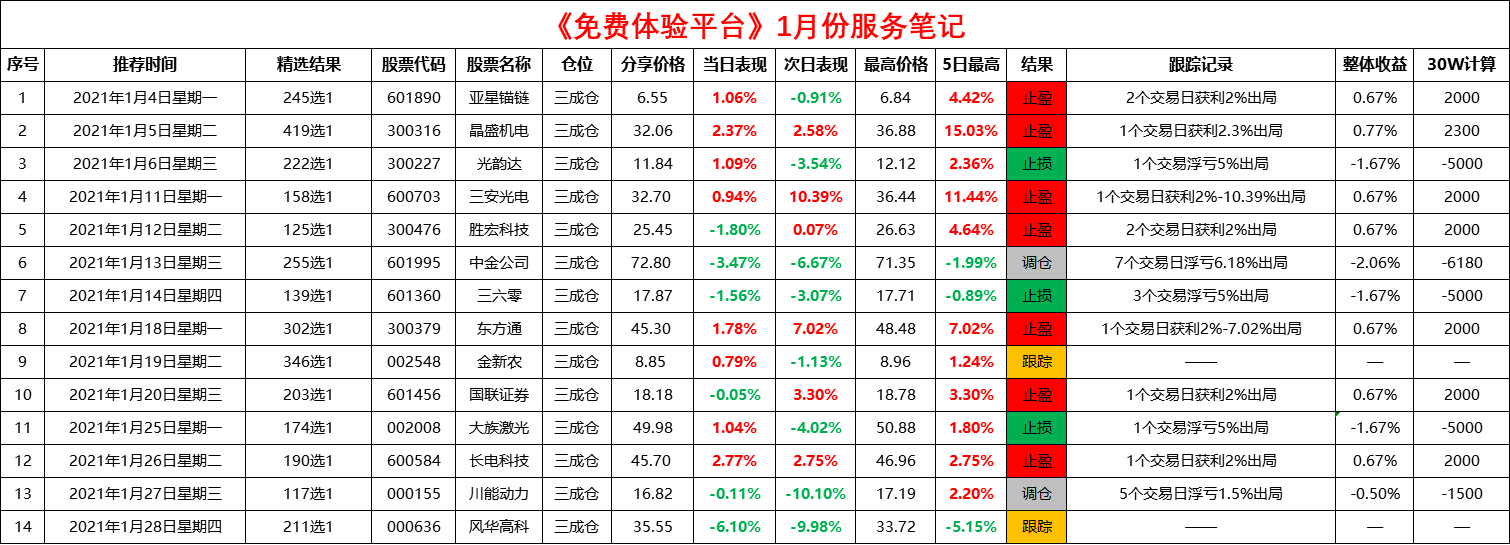 《免费体验平台》1月份服务笔记
序号 推荐时间 精选结果 股票代码 股票名称 仓位 分享价格 当日表现 次日表现 最高价格 5日最高 结果 跟踪记录 整体收益 30W计算
1 2021年1月4日星期一 245选1 601890 亚星锚链 三成仓 6.55 1.06% -0.91% 6.84 4.42% 止盈 2个交易日获利2%出局 0.67% 2000
2 2021年1月5日星期二 419选1 300316 晶盛机电 三成仓 32.06 2.37% 2.58% 36.88 15.03% 止盈 1个交易日获利2.3%出局 0.77% 2300
3 2021年1月6日星期三 222选1 300227 光韵达 三成仓 11.84 1.09% -3.54% 12.12 2.36% 止损 1个交易浮亏5%出局 -1.67% -5000
4 2021年1月11日星期一 158选1 600703 三安光电 三成仓 32.70 0.94% 10.39% 36.44 11.44% 止盈 1个交易日获利2%-10.39%出局 0.67% 2000
5 2021年1月12日星期二 125选1 300476 胜宏科技 三成仓 25.45 -1.80% 0.07% 26.63 4.64% 止盈 2个交易日获利2%出局 0.67% 2000
6 2021年1月13日星期三 255选1 601995 中金公司 三成仓 72.80 -3.47% -6.67% 71.35 -1.99% 调仓 7个交易日浮亏6.18%出局 -2.06% -6180
7 2021年1月14日星期四 139选1 601360 三六零 三成仓 17.87 -1.56% -3.07% 17.71 -0.89% 止损 3个交易浮亏5%出局 -1.67% -5000
8 2021年1月18日星期一 302选1 300379 东方通 三成仓 45.30 1.78% 7.02% 48.48 7.02% 止盈 1个交易日获利2%-7.02%出局 0.67% 2000
9 2021年1月19日星期二 346选1 002548 金新农 三成仓 8.85 0.79% -1.13% 8.96 1.24% 跟踪 —— — —
10 2021年1月20日星期三 203选1 601456 国联证券 三成仓 18.18 -0.05% 3.30% 18.78 3.30% 止盈 1个交易日获利2%出局 0.67% 2000
11 2021年1月25日星期一 174选1 002008 大族激光 三成仓 49.98 1.04% -4.02% 50.88 1.80% 止损 1个交易浮亏5%出局 -1.67% -5000
12 2021年1月26日星期二 190选1 600584 长电科技 三成仓 45.70 2.77% 2.75% 46.96 2.75% 止盈 1个交易日获利2%出局 0.67% 2000
13 2021年1月27日星期三 117选1 000155 川能动力 三成仓 16.82 -0.11% -10.10% 17.19 2.20% 调仓 5个交易日浮亏1.5%出局 -0.50% -1500
14 2021年1月28日星期四 211选1 000636 风华高科 三成仓 35.55 -6.10% -9.98% 33.72 -5.15% 跟踪 —— — —